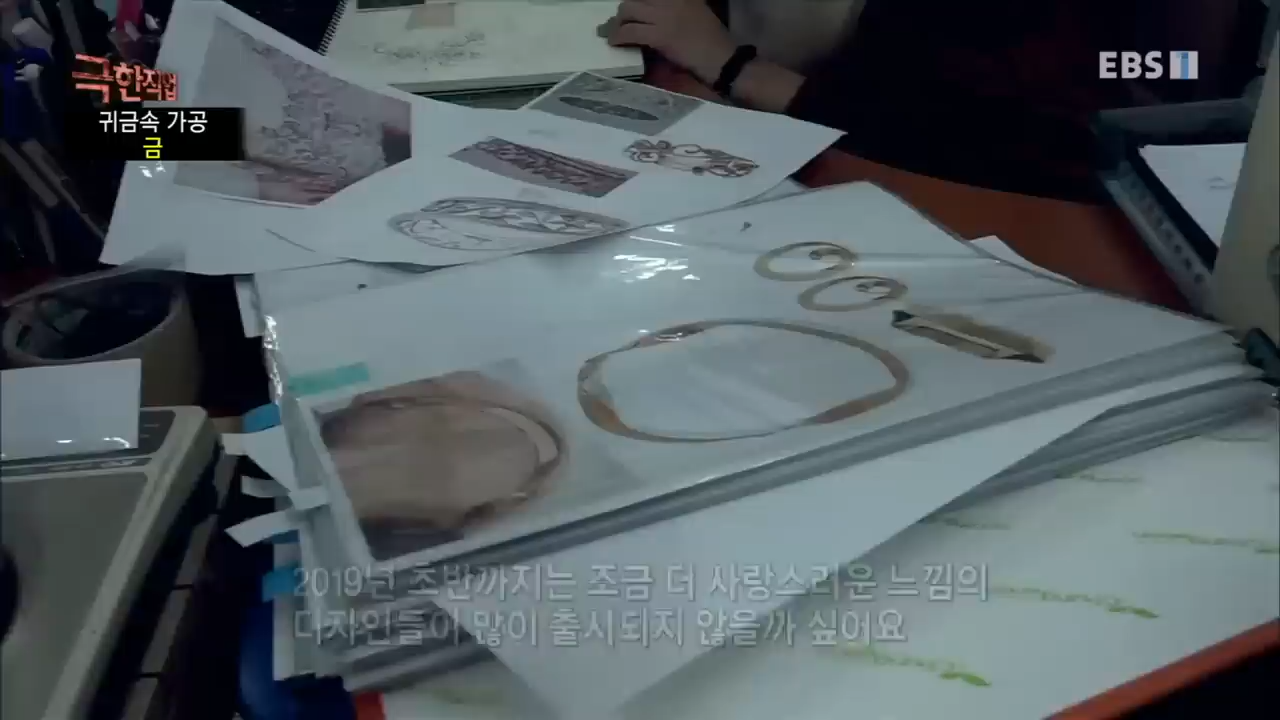 극한직업
귀금속 가공
금
EBS 1
2019년 초반까지는 조금 더 사랑스러운 느낌의
디자인들이 많이 출시되지 않을까 싶어요